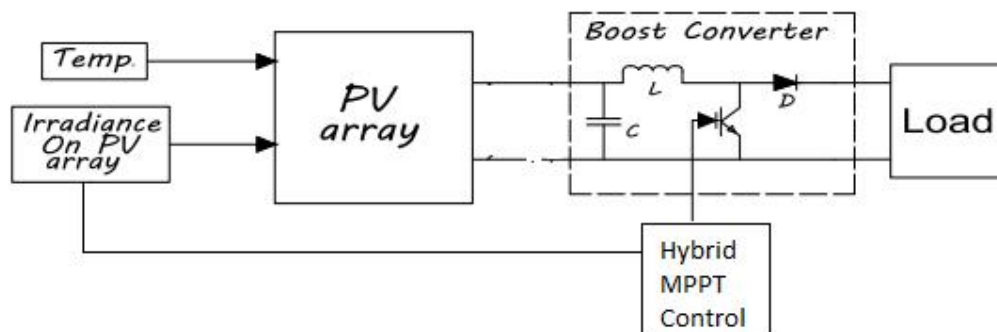 Boost Converter
Temp.
PV
array
Irradiance
On PV
array
L
D
C
Load
Hybrid
MPPT
Control